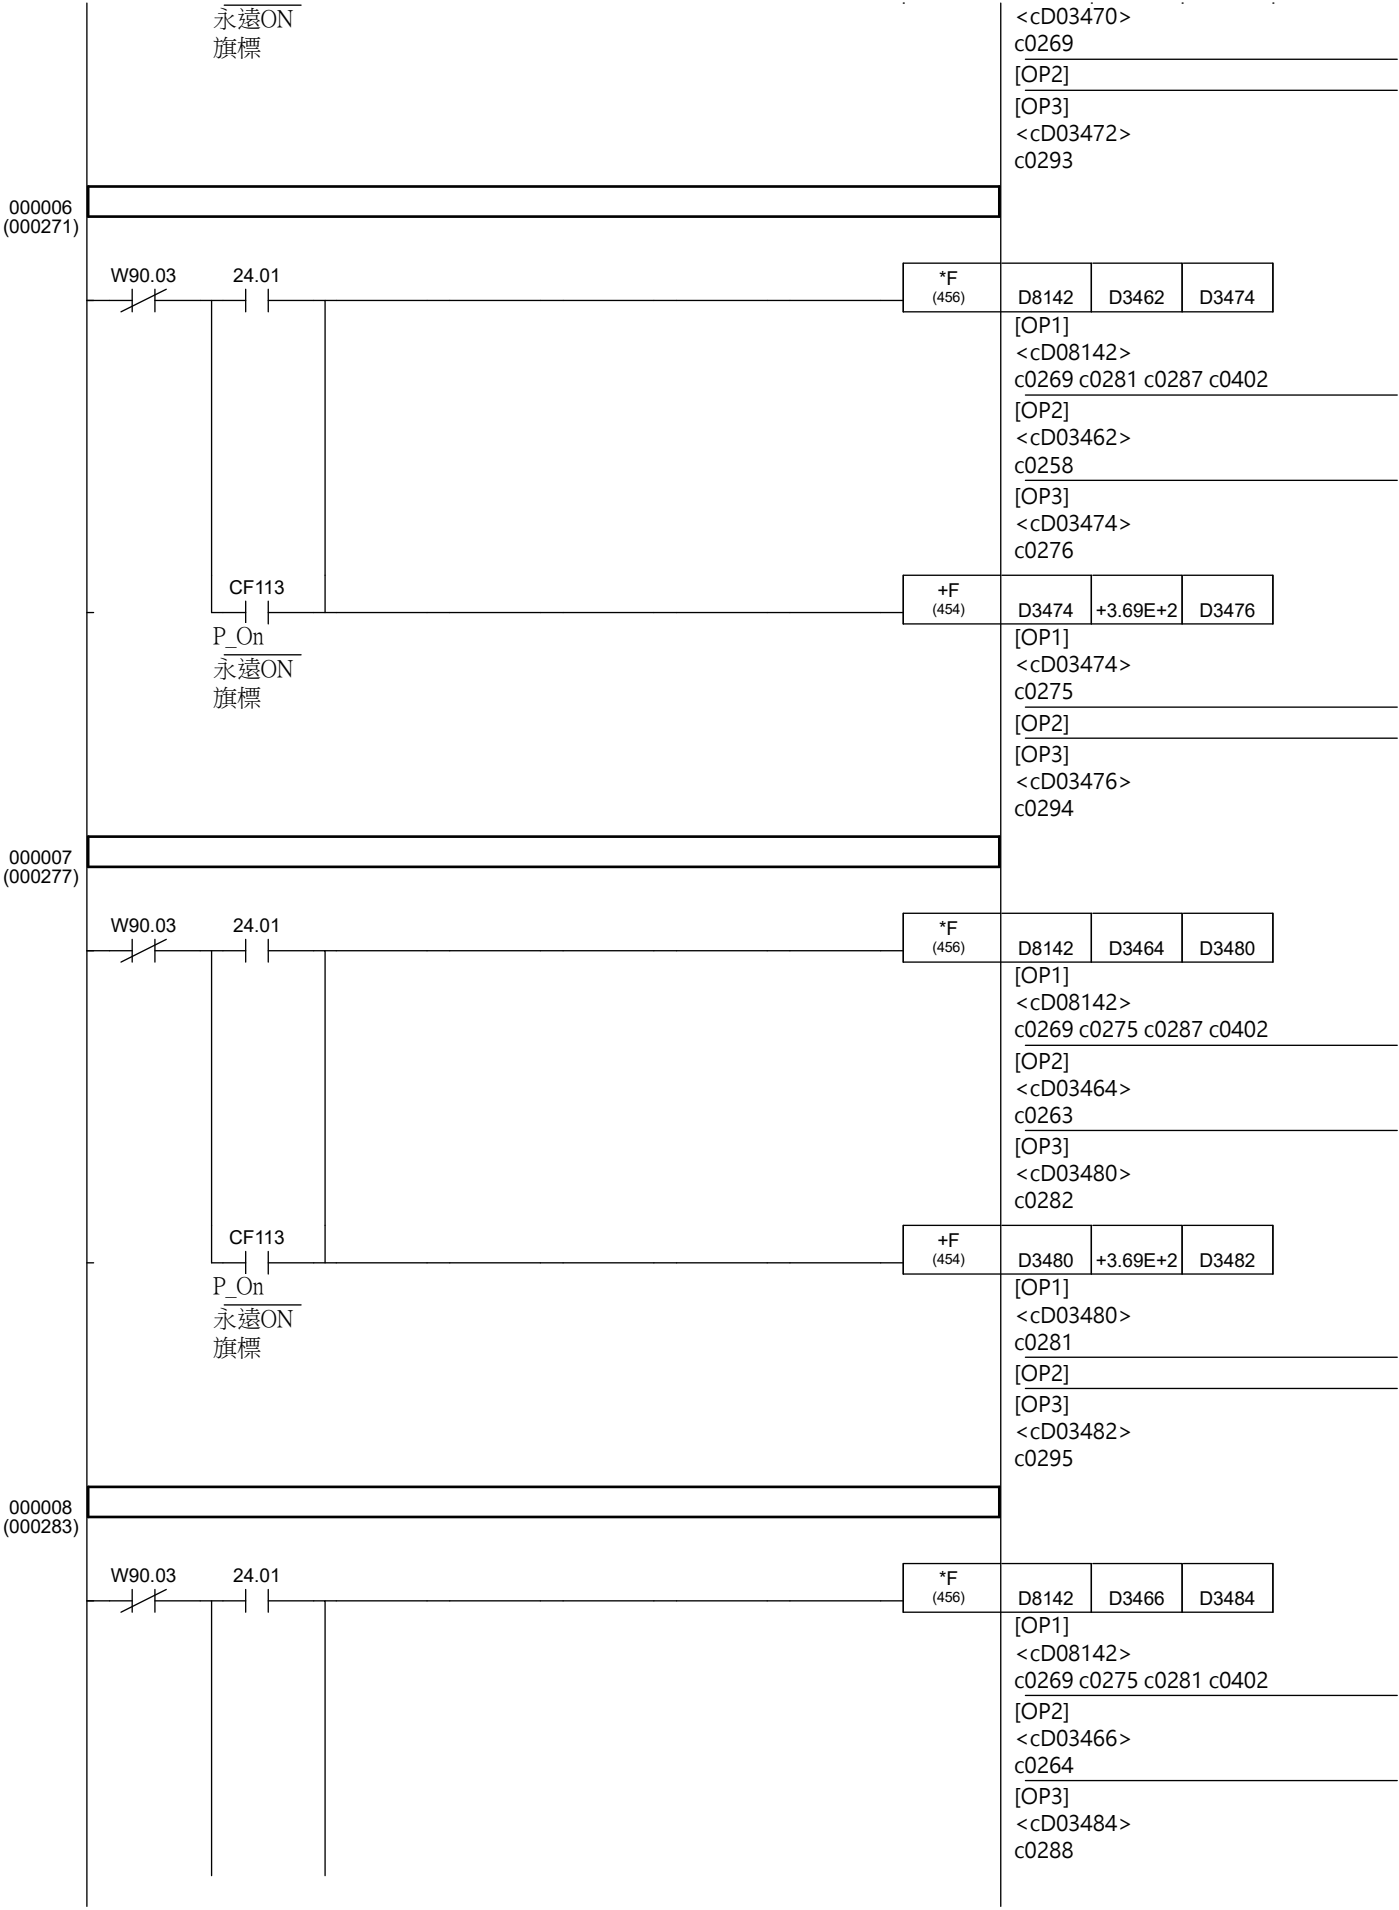 永遠ON
旗標
<cD03470>
c0269
[OP2]
[OP3]
<cD03472>
c0293
000006
(000271)
W90.03 24.01
*F
(456) D8142 D3462 D3474
[OP1]
<cD08142>
c0269 c0281 c0287 c0402
[OP2]
<cD03462>
c0258
[OP3]
<cD03474>
c0276
CF113
P_On
永遠ON
旗標
+F
(454) D3474 +3.69E+2 D3476
[OP1]
<cD03474>
c0275
[OP2]
[OP3]
<cD03476>
c0294
000007
(000277)
W90.03 24.01
*F
(456) D8142 D3464 D3480
[OP1]
<cD08142>
c0269 c0275 c0287 c0402
[OP2]
<cD03464>
c0263
[OP3]
<cD03480>
c0282
CF113
P_On
永遠ON
旗標
+F
(454) D3480 +3.69E+2 D3482
[OP1]
<cD03480>
c0281
[OP2]
[OP3]
<cD03482>
c0295
000008
(000283)
W90.03 24.01
*F
(456) D8142 D3466 D3484
[OP1]
<cD08142>
c0269 c0275 c0281 c0402
[OP2]
<cD03466>
c0264
[OP3]
<cD03484>
c0288